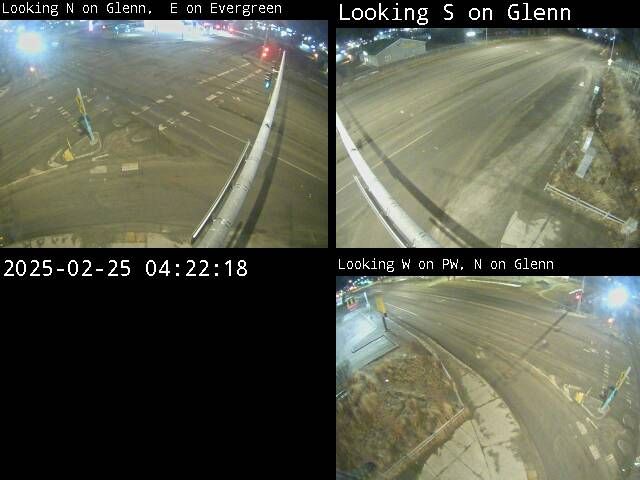 Looking N on Glenn,  E on Evergreen
Looking S on Glenn
2025-02-25 04:22:18
Looking W on PW, N on Glenn